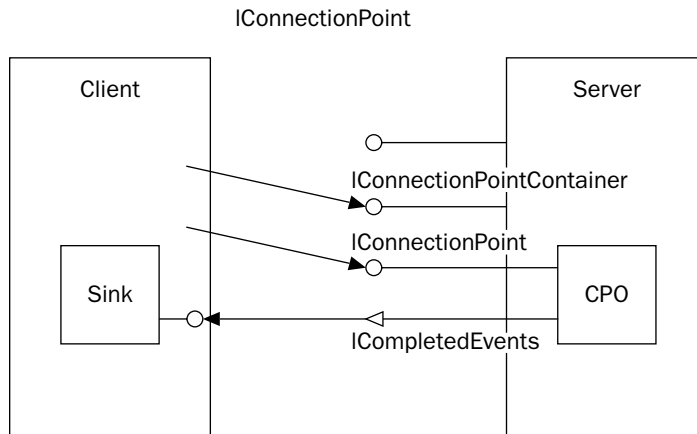 IConnectionPoint
Client
Server
IConnectionPointContainer
IConnectionPoint
Sink
CPO
ICompletedEvents